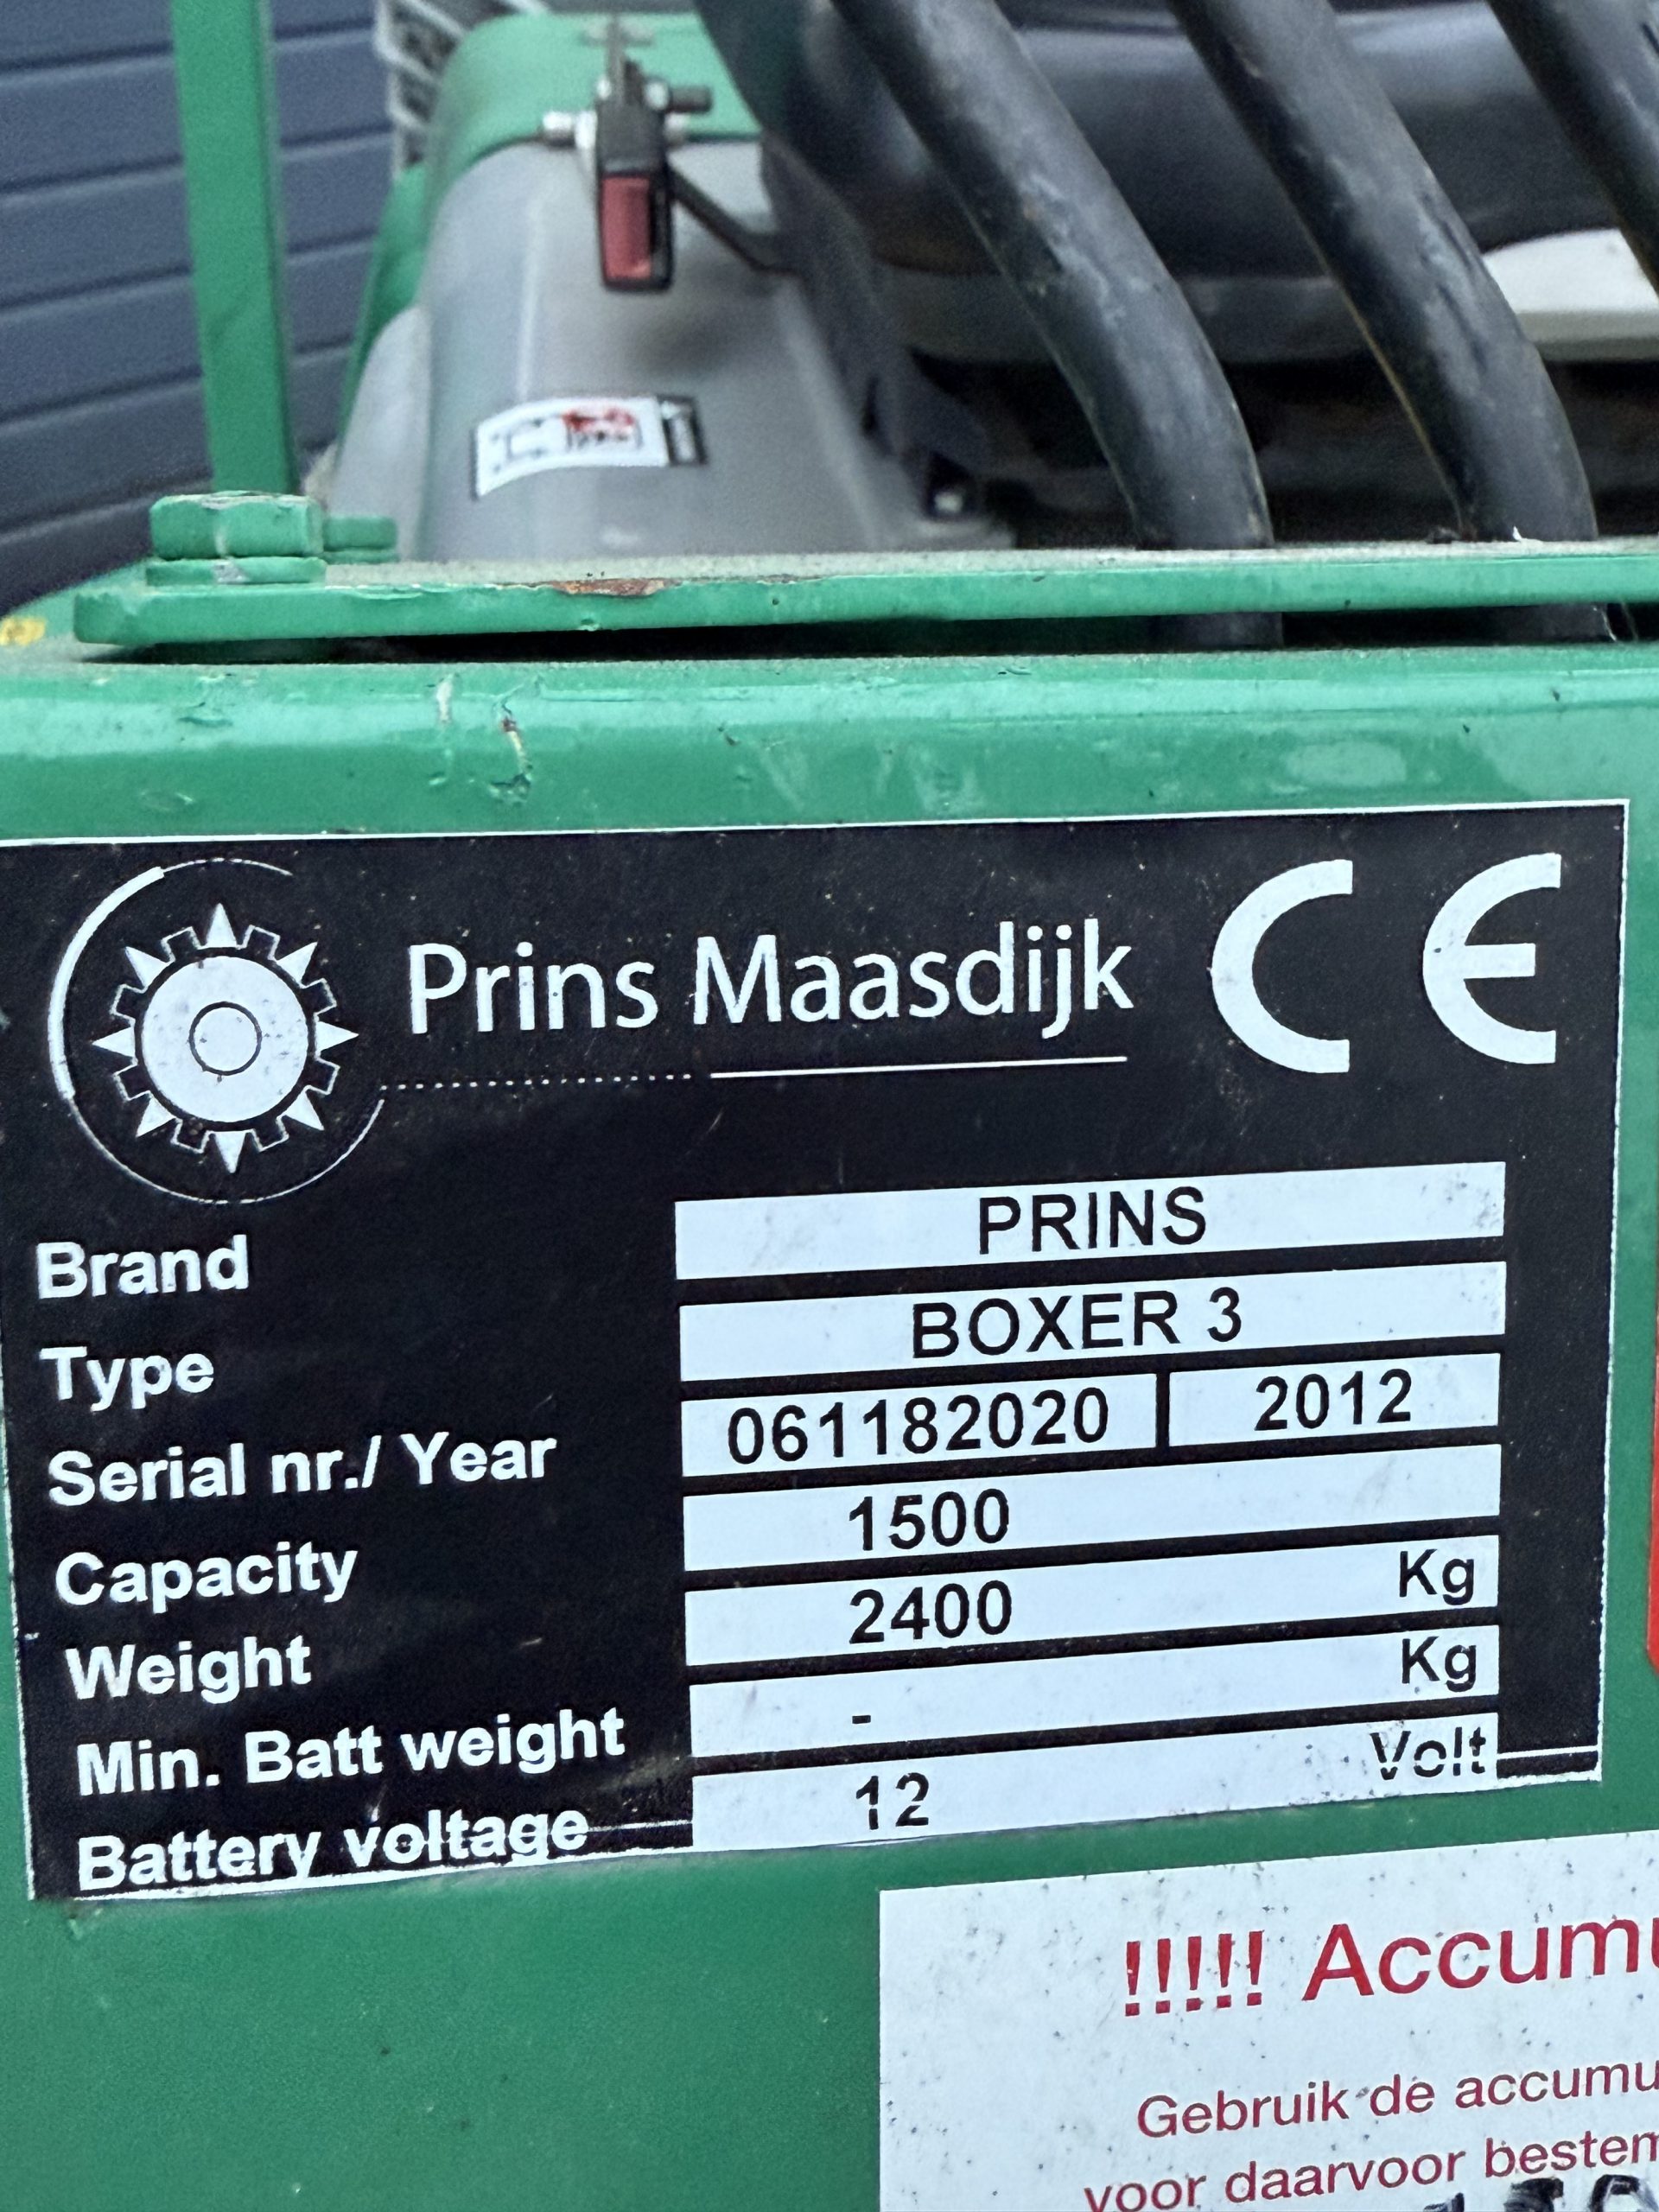 Prins Maasdijk CE
Brand PRINS
Type BOXER 3
Serial nr./ Year 061182020 2012
Capacity 1500
Weight 2400 Kg
Min. Batt weight - Kg
Battery voltage 12 Volt
!!!!! Accumu
Gebruik de accumu
voor daarvoor bestem